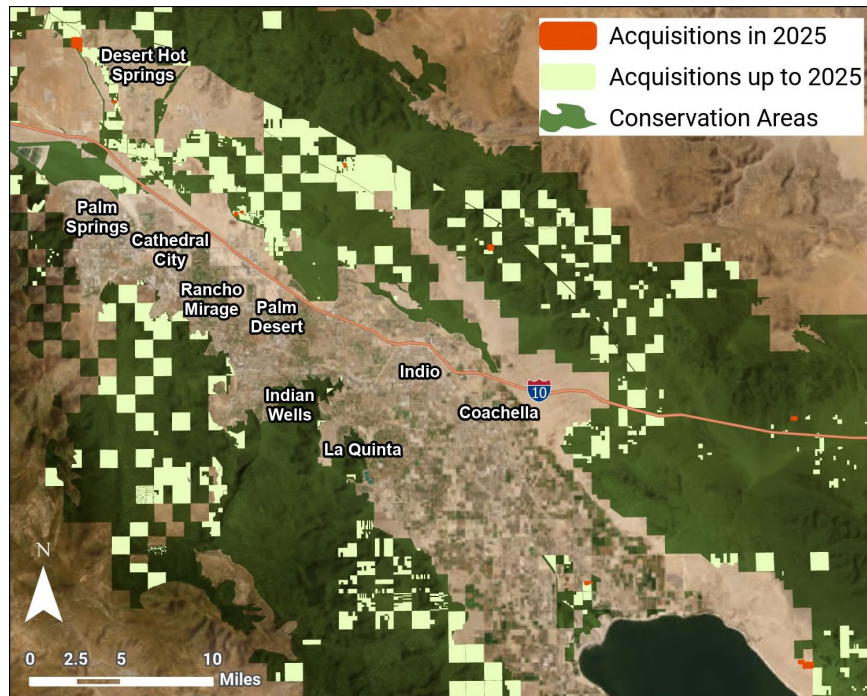 Acquisitions in 2025
Acquisitions up to 2025
Conservation Areas
Desert Hot
Springs
Palm
Springs
Cathedral
City
Rancho
Mirage
Palm
Desert
Indio
10
Indian
Wells
Coachella
La Quinta
N
0 2.5 5 10
Miles